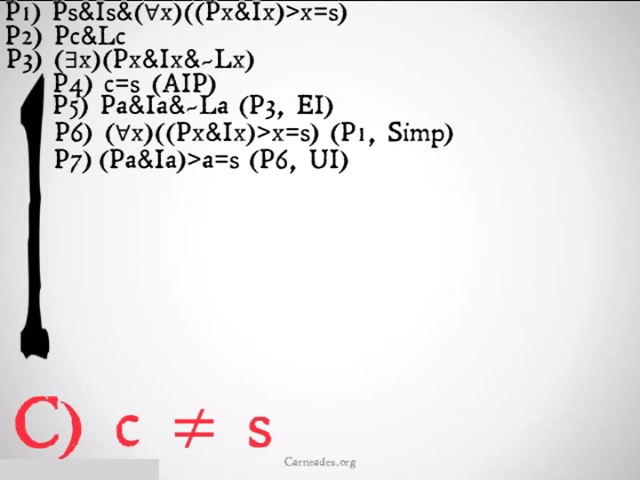 P1) Ps&Is&(∀x)((Px&Ix)>x=s)
P2) Pc&Lc
P3) (∃x)(Px&Ix&~Lx)
P4) c=s (AIP)
P5) Pa&Ia&~La (P3, EI)
P6) (∀x)((Px&Ix)>x=s) (P1, Simp)
P7) (Pa&Ia)>a=s (P6, UI)
C) c ≠ s
Carneades.org